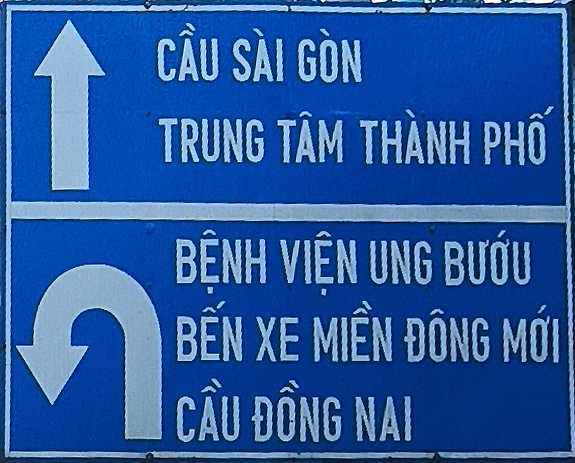 CẦU SÀI GÒN
TRUNG TÂM THÀNH PHỐ
BỆNH VIỆN UNG BƯỚU
BẾN XE MIỀN ĐÔNG MỚI
CẦU ĐỒNG NAI